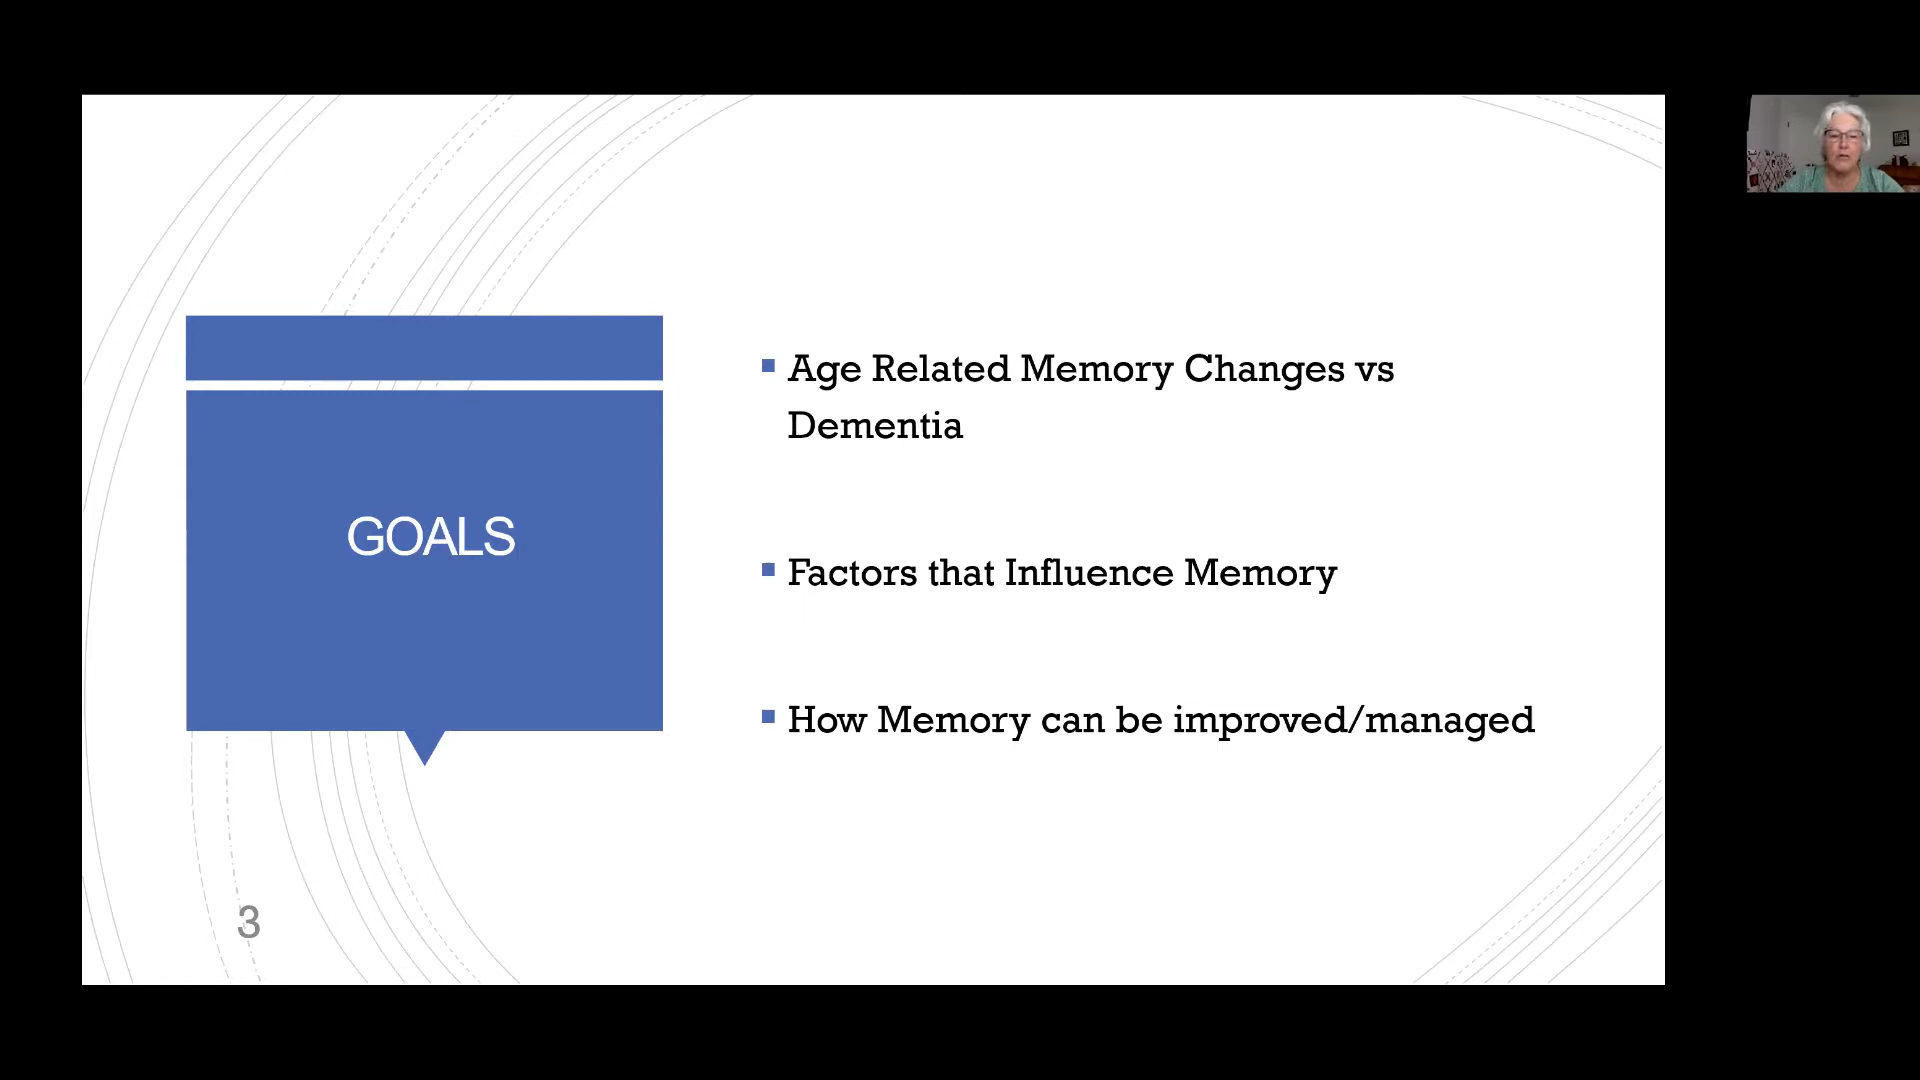 GOALS
Age Related Memory Changes vs
Dementia
Factors that Influence Memory
How Memory can be improved/managed
3